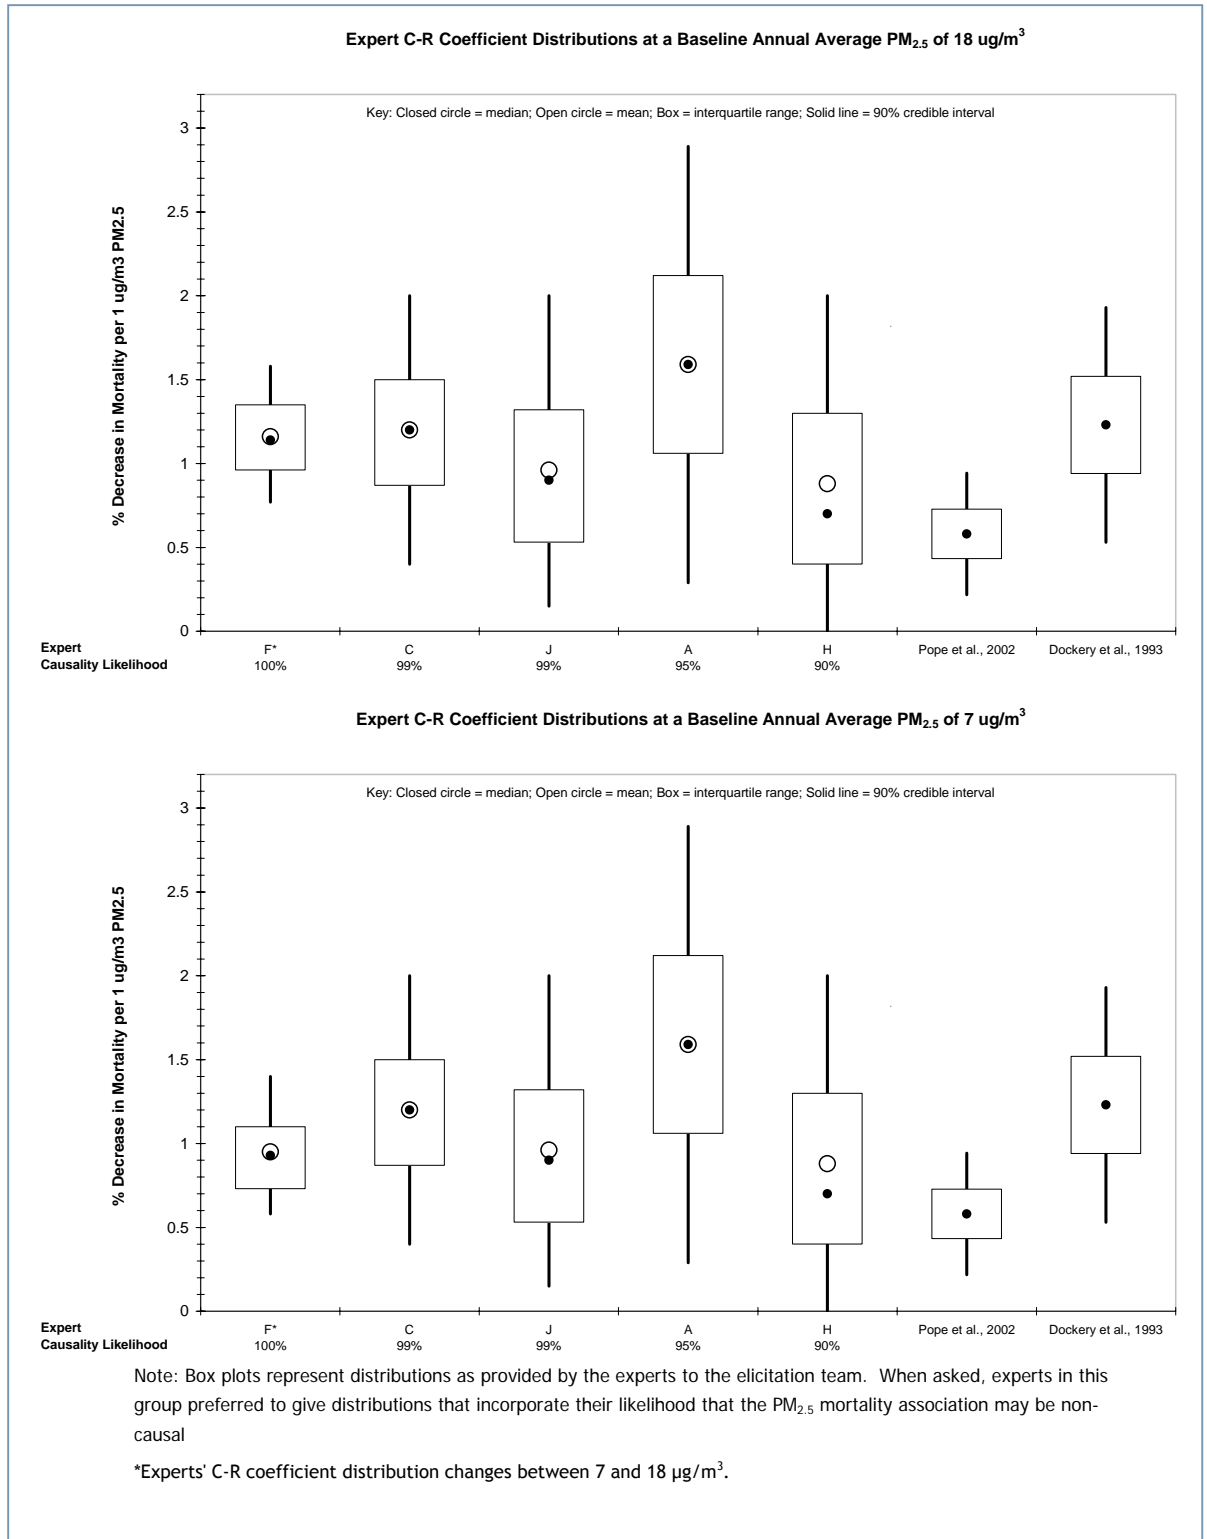 Expert C-R Coefficient Distributions at a Baseline Annual Average PM2.5 of 18 ug/m3
Key: Closed circle = median; Open circle = mean; Box = interquartile range; Solid line = 90% credible interval
% Decrease in Mortality per 1 ug/m3 PM2.5
3
2.5
2
1.5
1
0.5
0
Expert F* C J A H Pope et al., 2002 Dockery et al., 1993
Causality Likelihood 100% 99% 99% 95% 90%
Expert C-R Coefficient Distributions at a Baseline Annual Average PM2.5 of 7 ug/m3
Key: Closed circle = median; Open circle = mean; Box = interquartile range; Solid line = 90% credible interval
% Decrease in Mortality per 1 ug/m3 PM2.5
3
2.5
2
1.5
1
0.5
0
Expert F* C J A H Pope et al., 2002 Dockery et al., 1993
Causality Likelihood 100% 99% 99% 95% 90%
Note: Box plots represent distributions as provided by the experts to the elicitation team. When asked, experts in this
group preferred to give distributions that incorporate their likelihood that the PM2.5 mortality association may be non-
causal
*Experts' C-R coefficient distribution changes between 7 and 18 µg/m3.